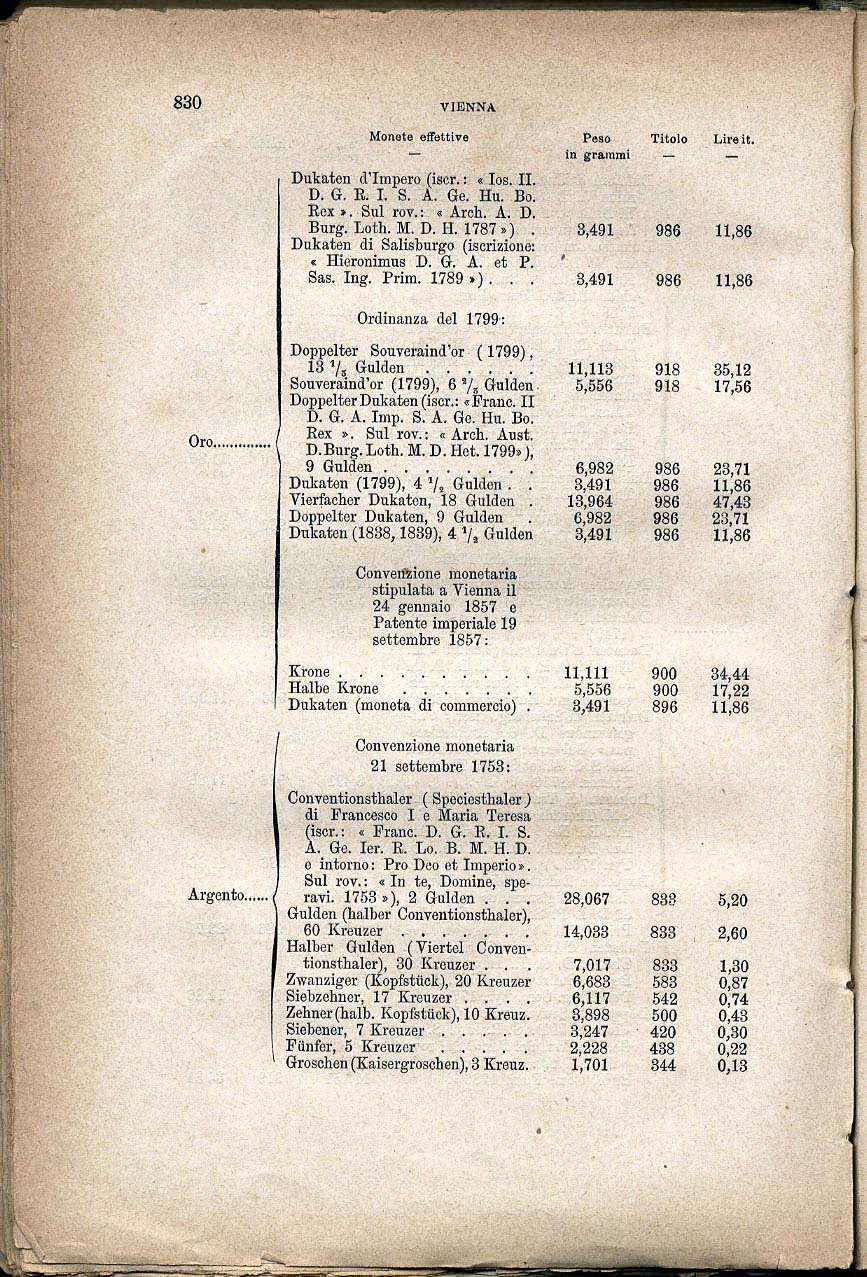 830
VIENNA
Monete effettive Peso Titolo Lire it.
— in grammi — —
Dukaten d'Impero (iscr.: « Ios. II.
D. G. R. I. S. A. Ge. Hu. Bo.
Rex ». Sul rov.: « Arch. A. D.
Burg. Loth. M. D. H. 1787 ») . 3,491 986 11,86
Dukaten di Salisburgo (iscrizione:
« Hieronimus D. G. A. et P.
Sas. Ing. Prim. 1789 ») . . . 3,491 986 11,86
Ordinanza del 1799:
Doppelter Souveraind'or (1799),
13 1/3 Gulden . . . . . . 11,113 918 35,12
Souveraind'or (1799), 6 2/3 Gulden. 5,556 918 17,56
Doppelter Dukaten (iscr.: «Franc. II
D. G. A. Imp. S. A. Ge. Hu. Bo.
Rex ». Sul rov.: « Arch. Aust.
Oro.............. D. Burg. Loth. M. D. Het. 1799»),
9 Gulden . . . . . . . . 6,982 986 23,71
Dukaten (1799), 4 1/2 Gulden . . 3,491 986 11,86
Vierfacher Dukaten, 18 Gulden . 13,964 986 47,43
Doppelter Dukaten, 9 Gulden . 6,982 986 23,71
Dukaten (1838, 1839), 4 1/2 Gulden 3,491 986 11,86
Convenzione monetaria
stipulata a Vienna il
24 gennaio 1857 e
Patente imperiale 19
settembre 1857:
Krone . . . . . . . . . . 11,111 900 34,44
Halbe Krone . . . . . . . 5,556 900 17,22
Dukaten (moneta di commercio) . 3,491 896 11,86
Convenzione monetaria
21 settembre 1753:
Conventionsthaler (Speciesthaler)
di Francesco I e Maria Teresa
(iscr.: « Franc. D. G. R. I. S.
A. Ge. Ier. R. Lo. B. M. H. D.
e intorno: Pro Deo et Imperio».
Sul rov.: « In te, Domine, spe-
Argento...... ravi. 1753 »), 2 Gulden . . . 28,067 833 5,20
Gulden (halber Conventionsthaler),
60 Kreuzer . . . . . . . 14,033 833 2,60
Halber Gulden (Viertel Conven-
tionsthaler), 30 Kreuzer . . . 7,017 833 1,30
Zwanziger (Kopfstück), 20 Kreuzer 6,683 583 0,87
Siebzehner, 17 Kreuzer . . . . 6,117 542 0,74
Zehner (halb. Kopfstück), 10 Kreuz. 3,898 500 0,43
Siebener, 7 Kreuzer . . . . . 3,247 420 0,30
Fünfer, 5 Kreuzer . . . . . 2,228 438 0,22
Groschen (Kaisergroschen), 3 Kreuz. 1,701 344 0,13